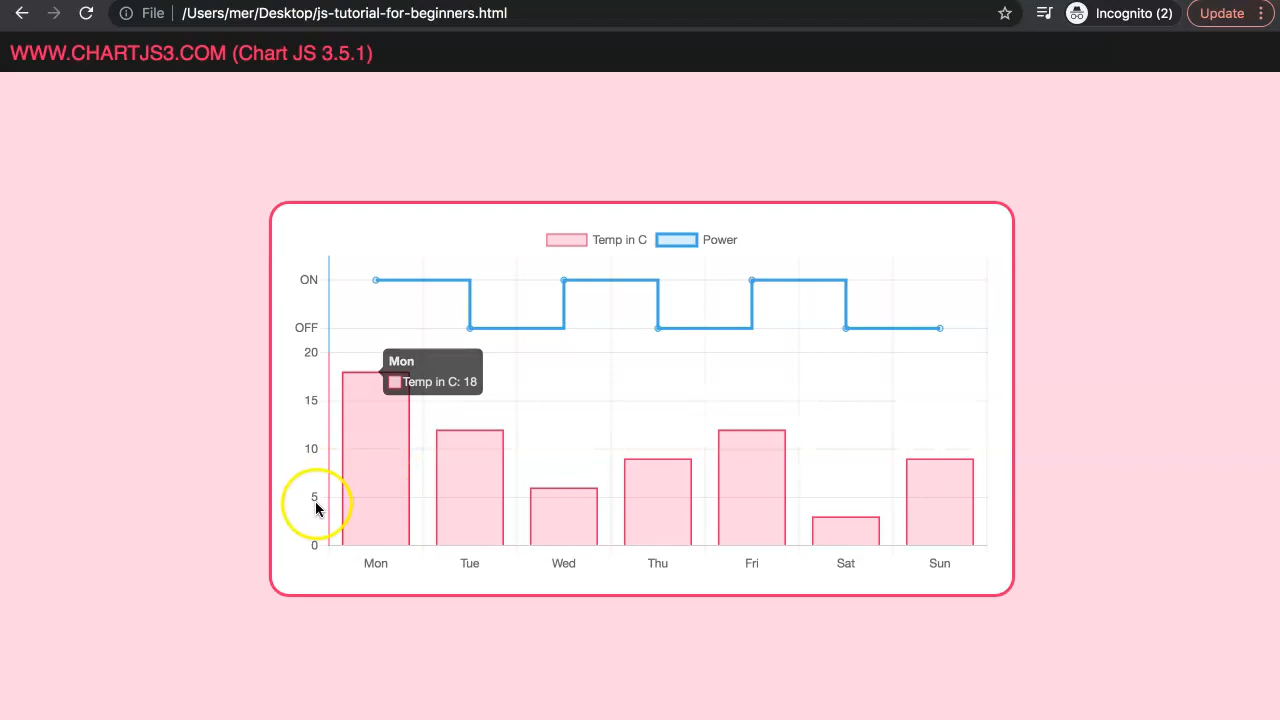 File /Users/mer/Desktop/js-tutorial-for-beginners.html Incognito (2) Update
WWW.CHARTJS3.COM (Chart JS 3.5.1)
Temp in C Power
ON
OFF
20
Mon
Temp in C: 18
15
10
5
0
Mon Tue Wed Thu Fri Sat Sun